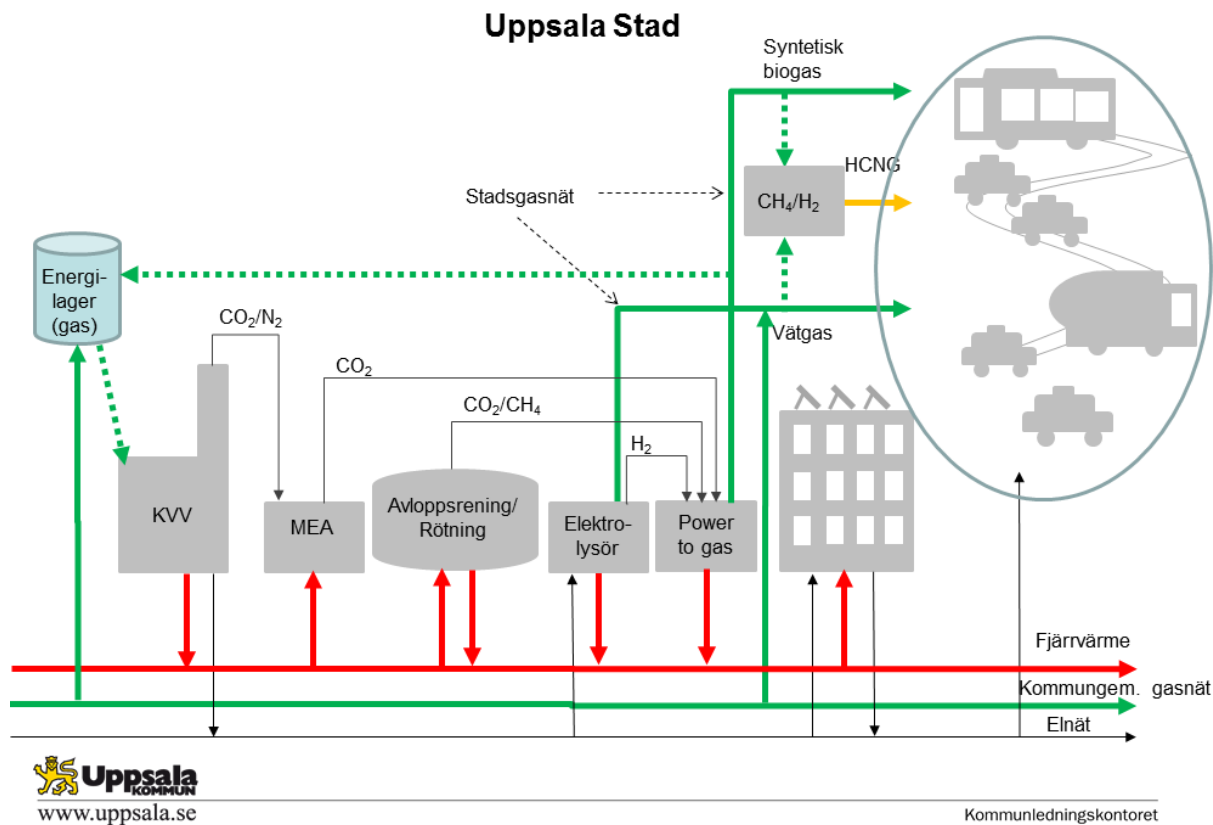 Uppsala Stad
Syntetisk
biogas
HCNG
Stadsgasnät
CH₄/H₂
Energi-
lager
(gas)
CO₂/N₂
Vätgas
CO₂
CO₂/CH₄
H₂
KVV
MEA
Avloppsrening/
Rötning
Elektro-
lysör
Power
to gas
Fjärrvärme
Kommungem. gasnät
Elnät
Uppsala
KOMMUN
www.uppsala.se
Kommunledningskontoret